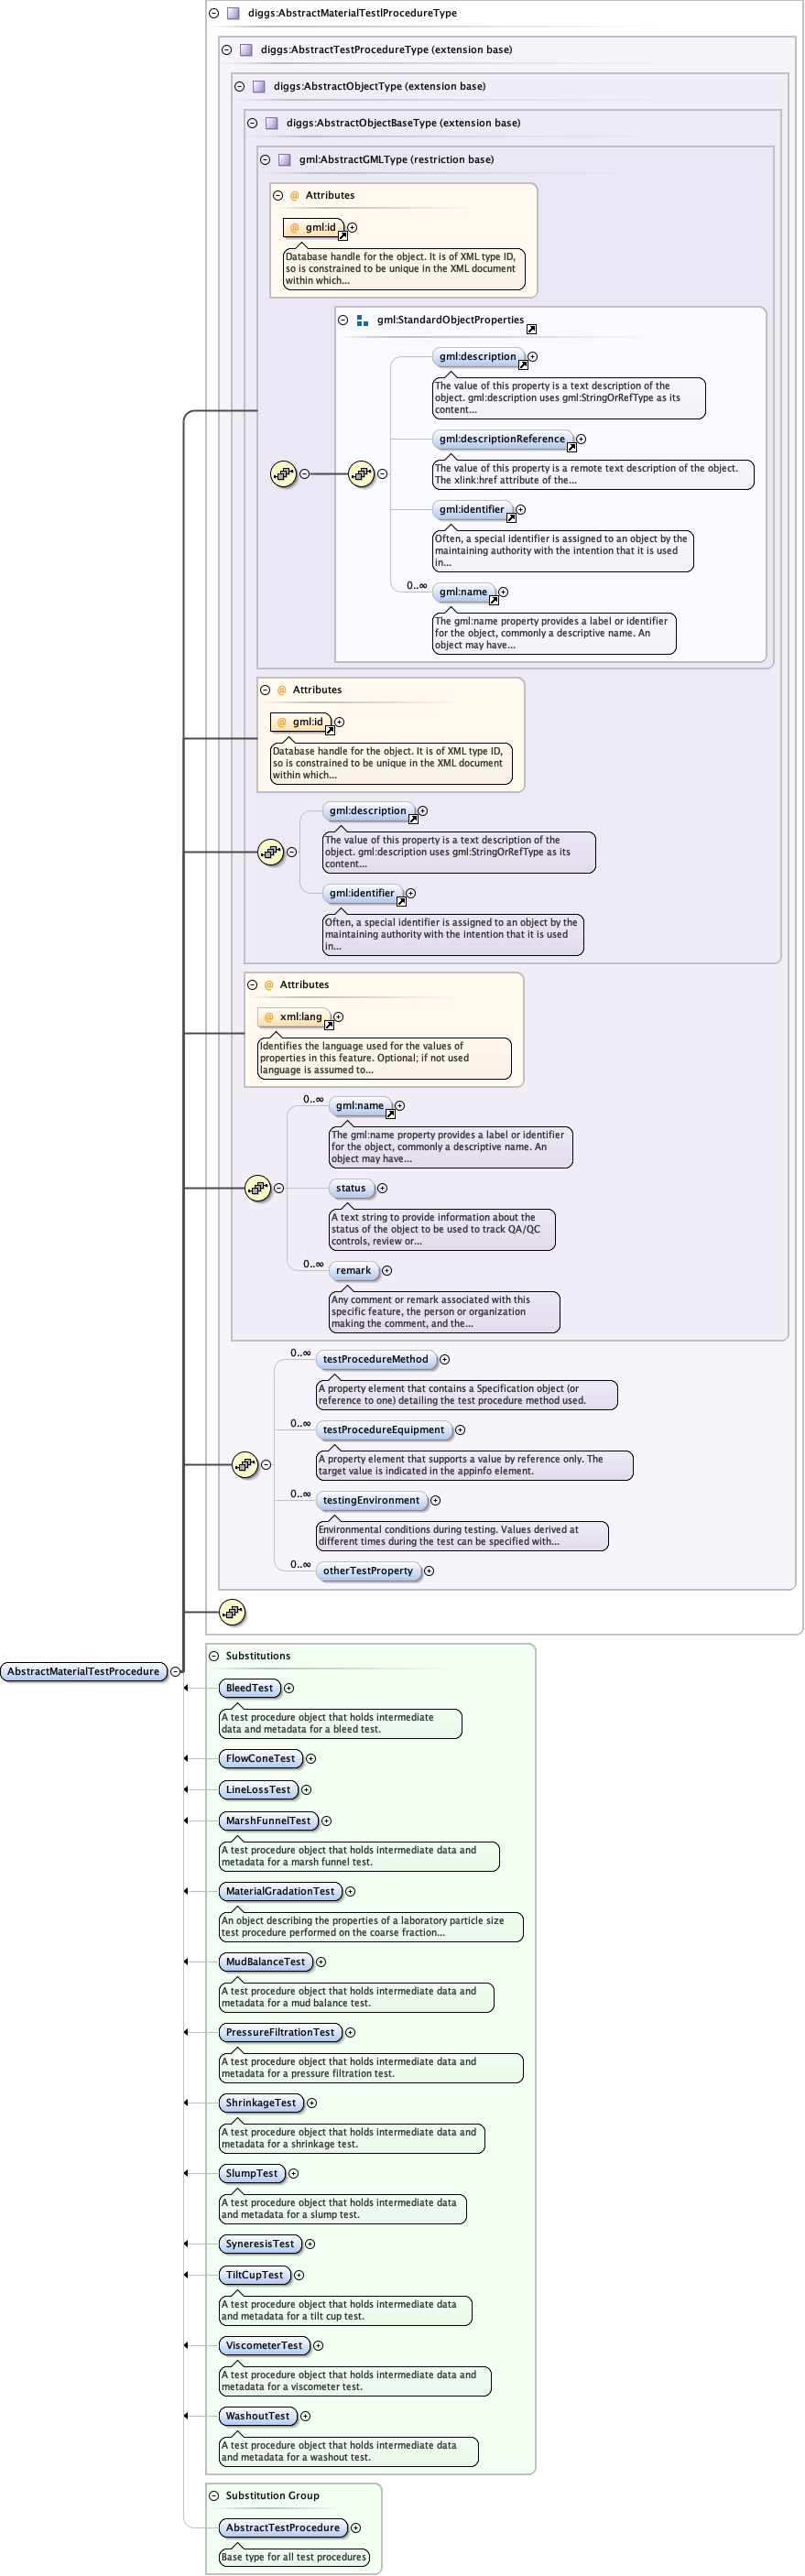 diggs:AbstractMaterialTestlProcedureType
diggs:AbstractTestProcedureType (extension base)
diggs:AbstractObjectType (extension base)
diggs:AbstractObjectBaseType (extension base)
gml:AbstractGMLType (restriction base)
@ Attributes
@ gml:id
Database handle for the object. It is of XML type ID,
so is constrained to be unique in the XML document
within which...
gml:StandardObjectProperties
gml:description
The value of this property is a text description of the
object. gml:description uses gml:StringOrRefType as its
content...
gml:descriptionReference
The value of this property is a remote text description of the object.
The xlink:href attribute of the...
gml:identifier
Often, a special identifier is assigned to an object by the
maintaining authority with the intention that it is used
in...
0..∞
gml:name
The gml:name property provides a label or identifier
for the object, commonly a descriptive name. An
object may have...
@ Attributes
@ gml:id
Database handle for the object. It is of XML type ID,
so is constrained to be unique in the XML document
within which...
gml:description
The value of this property is a text description of the
object. gml:description uses gml:StringOrRefType as its
content...
gml:identifier
Often, a special identifier is assigned to an object by the
maintaining authority with the intention that it is used
in...
@ Attributes
@ xml:lang
Identifies the language used for the values of
properties in this feature. Optional; if not used
language is assumed to...
0..∞
gml:name
The gml:name property provides a label or identifier
for the object, commonly a descriptive name. An
object may have...
status
A text string to provide information about the
status of the object to be used to track QA/QC
controls, review or...
0..∞
remark
Any comment or remark associated with this
specific feature, the person or organization
making the comment, and the...
0..∞
testProcedureMethod
A property element that contains a Specification object (or
reference to one) detailing the test procedure method used.
0..∞
testProcedureEquipment
A property element that supports a value by reference only. The
target value is indicated in the appinfo element.
0..∞
testingEnvironment
Environmental conditions during testing. Values derived at
different times during the test can be specified with...
0..∞
otherTestProperty
AbstractMaterialTestProcedure
Substitutions
BleedTest
A test procedure object that holds intermediate
data and metadata for a bleed test.
FlowConeTest
LineLossTest
MarshFunnelTest
A test procedure object that holds intermediate data and
metadata for a marsh funnel test.
MaterialGradationTest
An object describing the properties of a laboratory particle size
test procedure performed on the coarse fraction...
MudBalanceTest
A test procedure object that holds intermediate data and
metadata for a mud balance test.
PressureFiltrationTest
A test procedure object that holds intermediate data and
metadata for a pressure filtration test.
ShrinkageTest
A test procedure object that holds intermediate data and
metadata for a shrinkage test.
SlumpTest
A test procedure object that holds intermediate data
and metadata for a slump test.
SyneresisTest
TiltCupTest
A test procedure object that holds intermediate data
and metadata for a tilt cup test.
ViscometerTest
A test procedure object that holds intermediate data and
metadata for a viscometer test.
WashoutTest
A test procedure object that holds intermediate data
and metadata for a washout test.
Substitution Group
AbstractTestProcedure
Base type for all test procedures